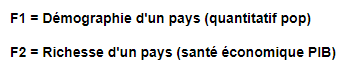 F1 = Démographie d'un pays (quantitatif pop)
F2 = Richesse d'un pays (santé économique PIB)